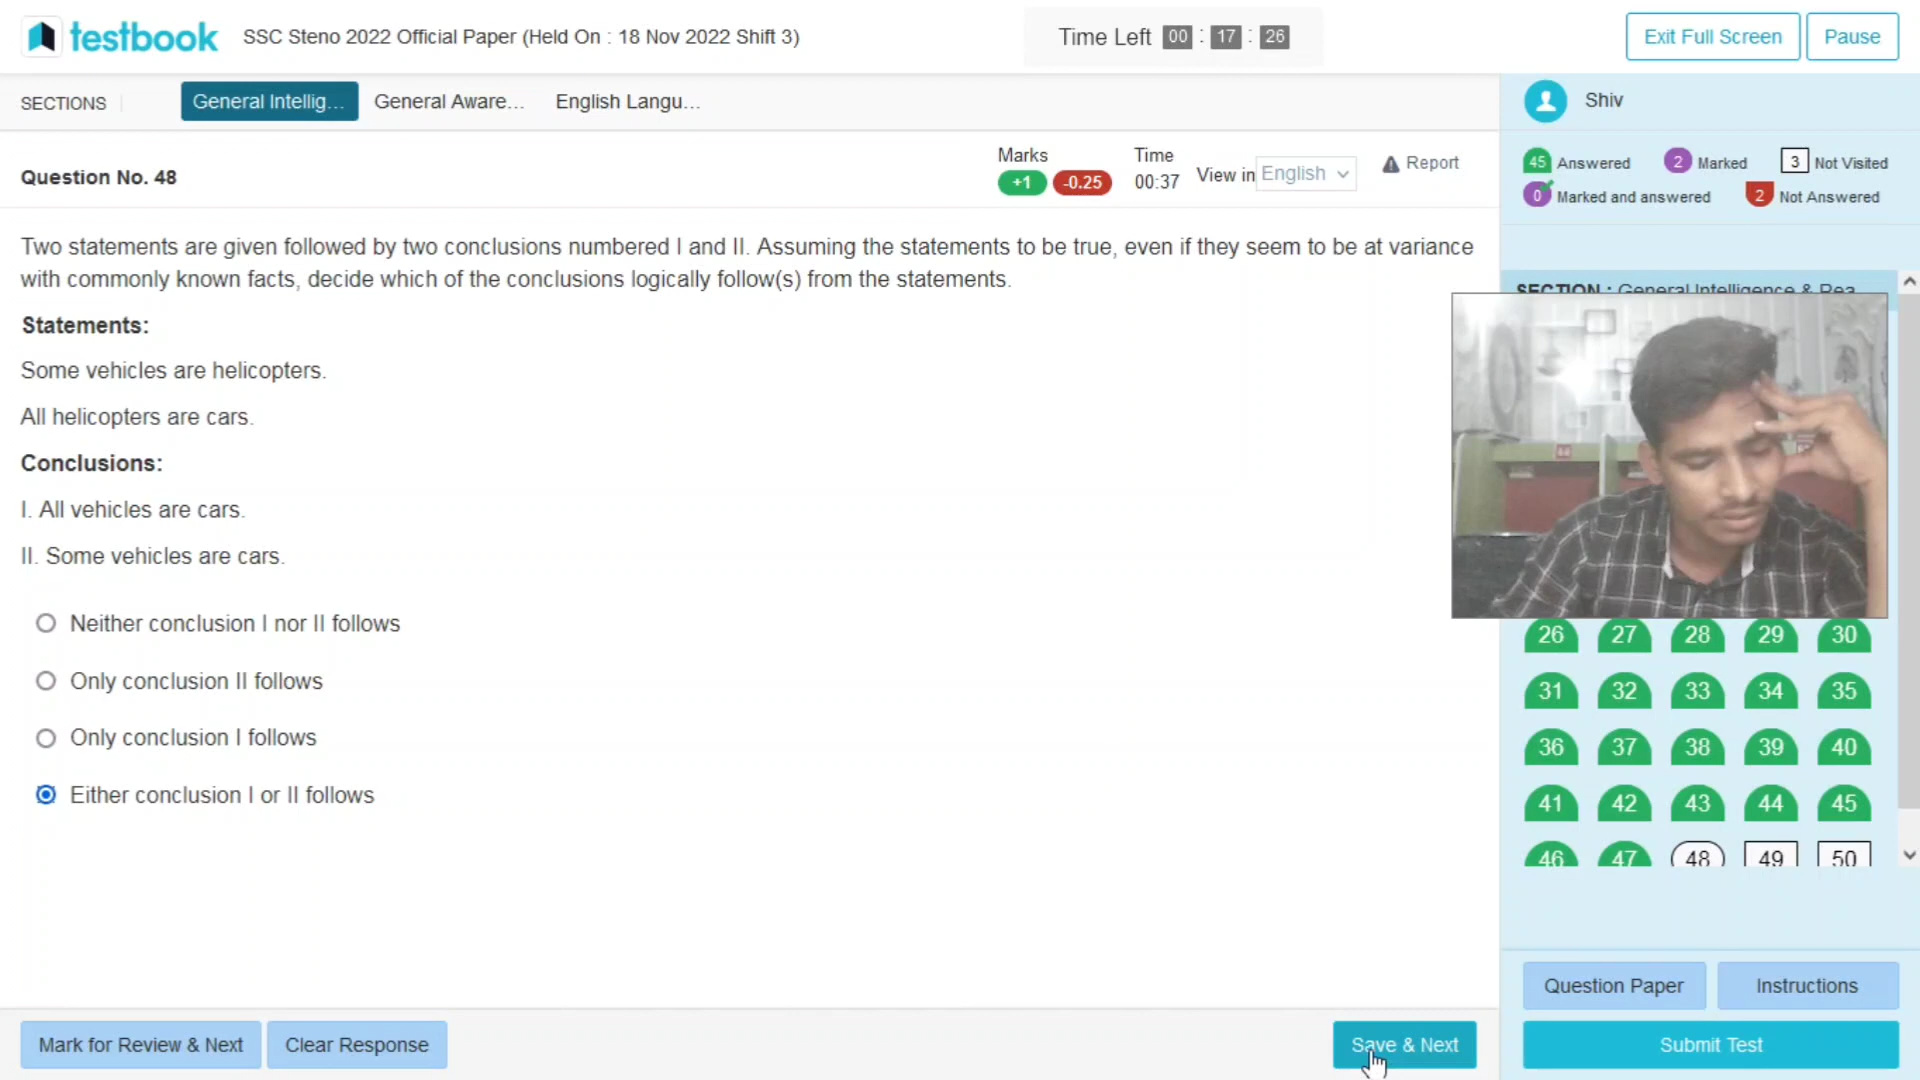 testbook SSC Steno 2022 Official Paper (Held On : 18 Nov 2022 Shift 3) Time Left 00 : 17 : 26 Exit Full Screen Pause
SECTIONS General Intellig... General Aware... English Langu...
Shiv
Question No. 48
Marks
+1 -0.25
Time
00:37
View in English
Report
45 Answered 2 Marked 3 Not Visited
0 Marked and answered 2 Not Answered
Two statements are given followed by two conclusions numbered I and II. Assuming the statements to be true, even if they seem to be at variance
with commonly known facts, decide which of the conclusions logically follow(s) from the statements.
Statements:
Some vehicles are helicopters.
All helicopters are cars.
Conclusions:
I. All vehicles are cars.
II. Some vehicles are cars.
Neither conclusion I nor II follows
Only conclusion II follows
Only conclusion I follows
Either conclusion I or II follows
SECTION : General Intelligence & Rea
26 27 28 29 30
31 32 33 34 35
36 37 38 39 40
41 42 43 44 45
46 47 48 49 50
Question Paper Instructions
Mark for Review & Next Clear Response Save & Next Submit Test